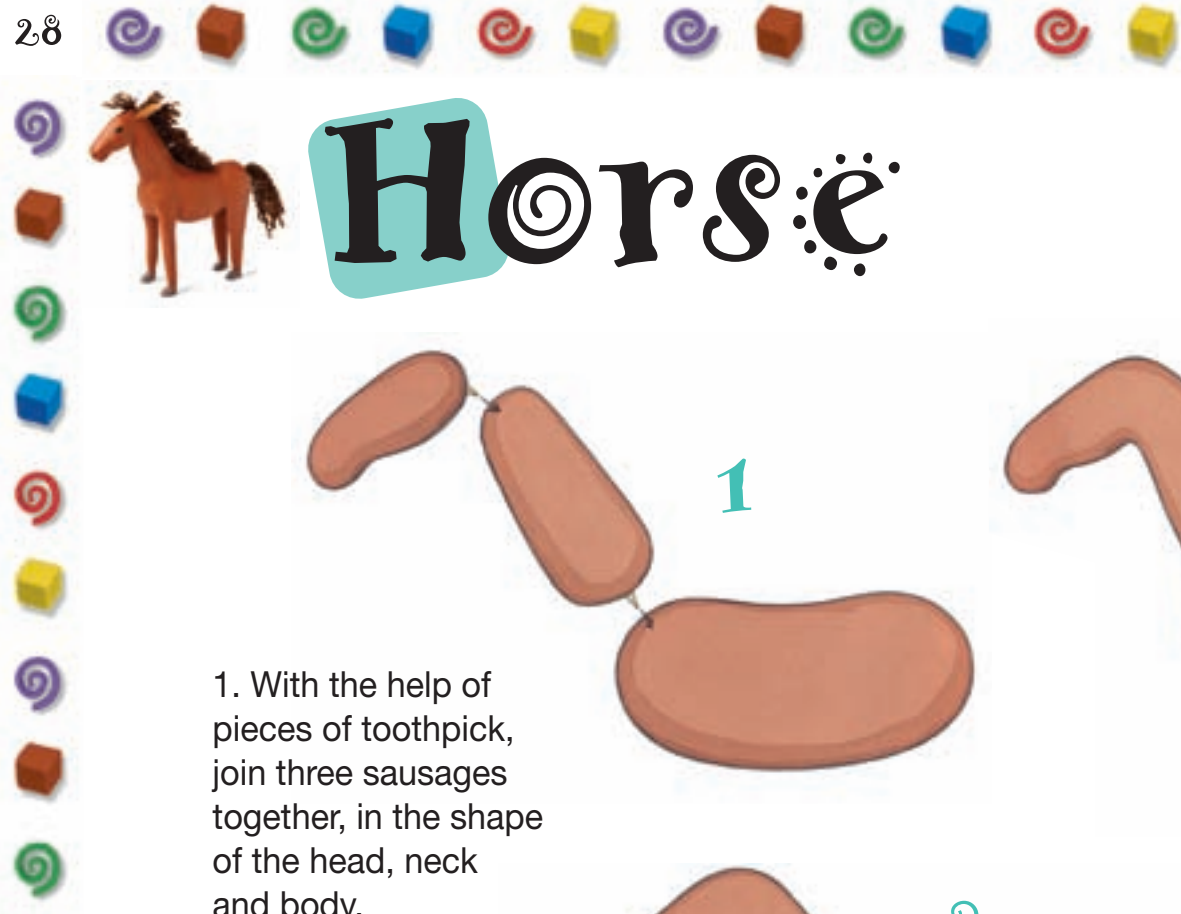 28
Horse
1
1. With the help of
pieces of toothpick,
join three sausages
together, in the shape
of the head, neck
and body.